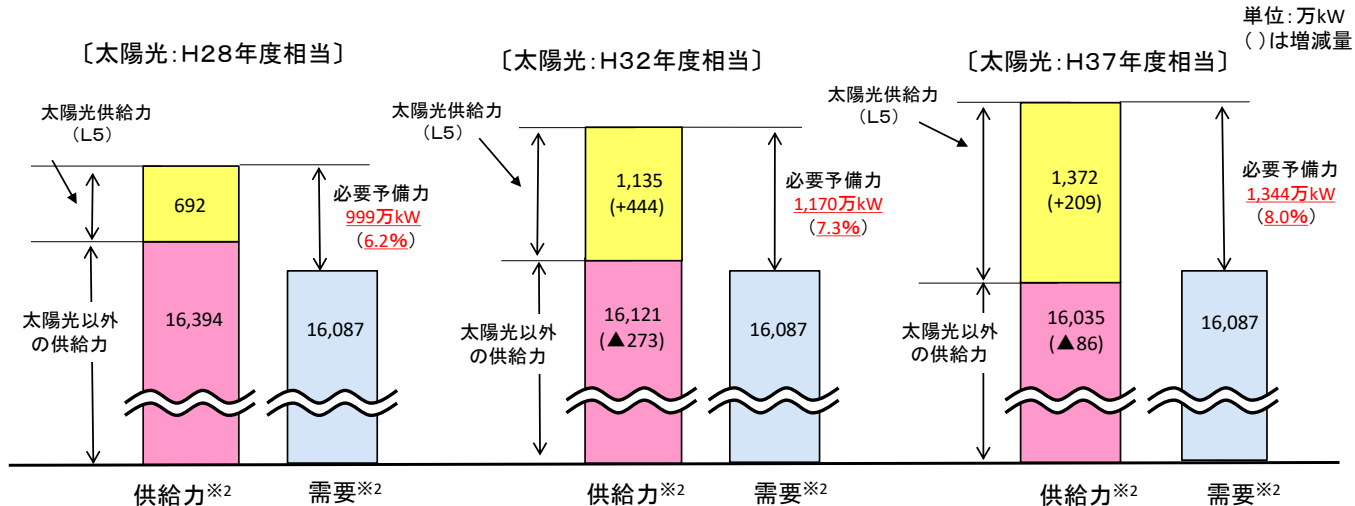 単位：万kW
（ ）は増減量
〔太陽光：H28年度相当〕
太陽光供給力
（L5）
692
16,394
太陽光以外
の供給力
必要予備力
999万kW
（6.2%）
16,087
供給力※2
需要※2
〔太陽光：H32年度相当〕
太陽光供給力
（L5）
1,135
(+444)
16,121
(▲273)
太陽光以外
の供給力
必要予備力
1,170万kW
（7.3%）
16,087
供給力※2
需要※2
〔太陽光：H37年度相当〕
太陽光供給力
（L5）
1,372
(+209)
16,035
(▲86)
太陽光以外
の供給力
必要予備力
1,344万kW
（8.0%）
16,087
供給力※2
需要※2